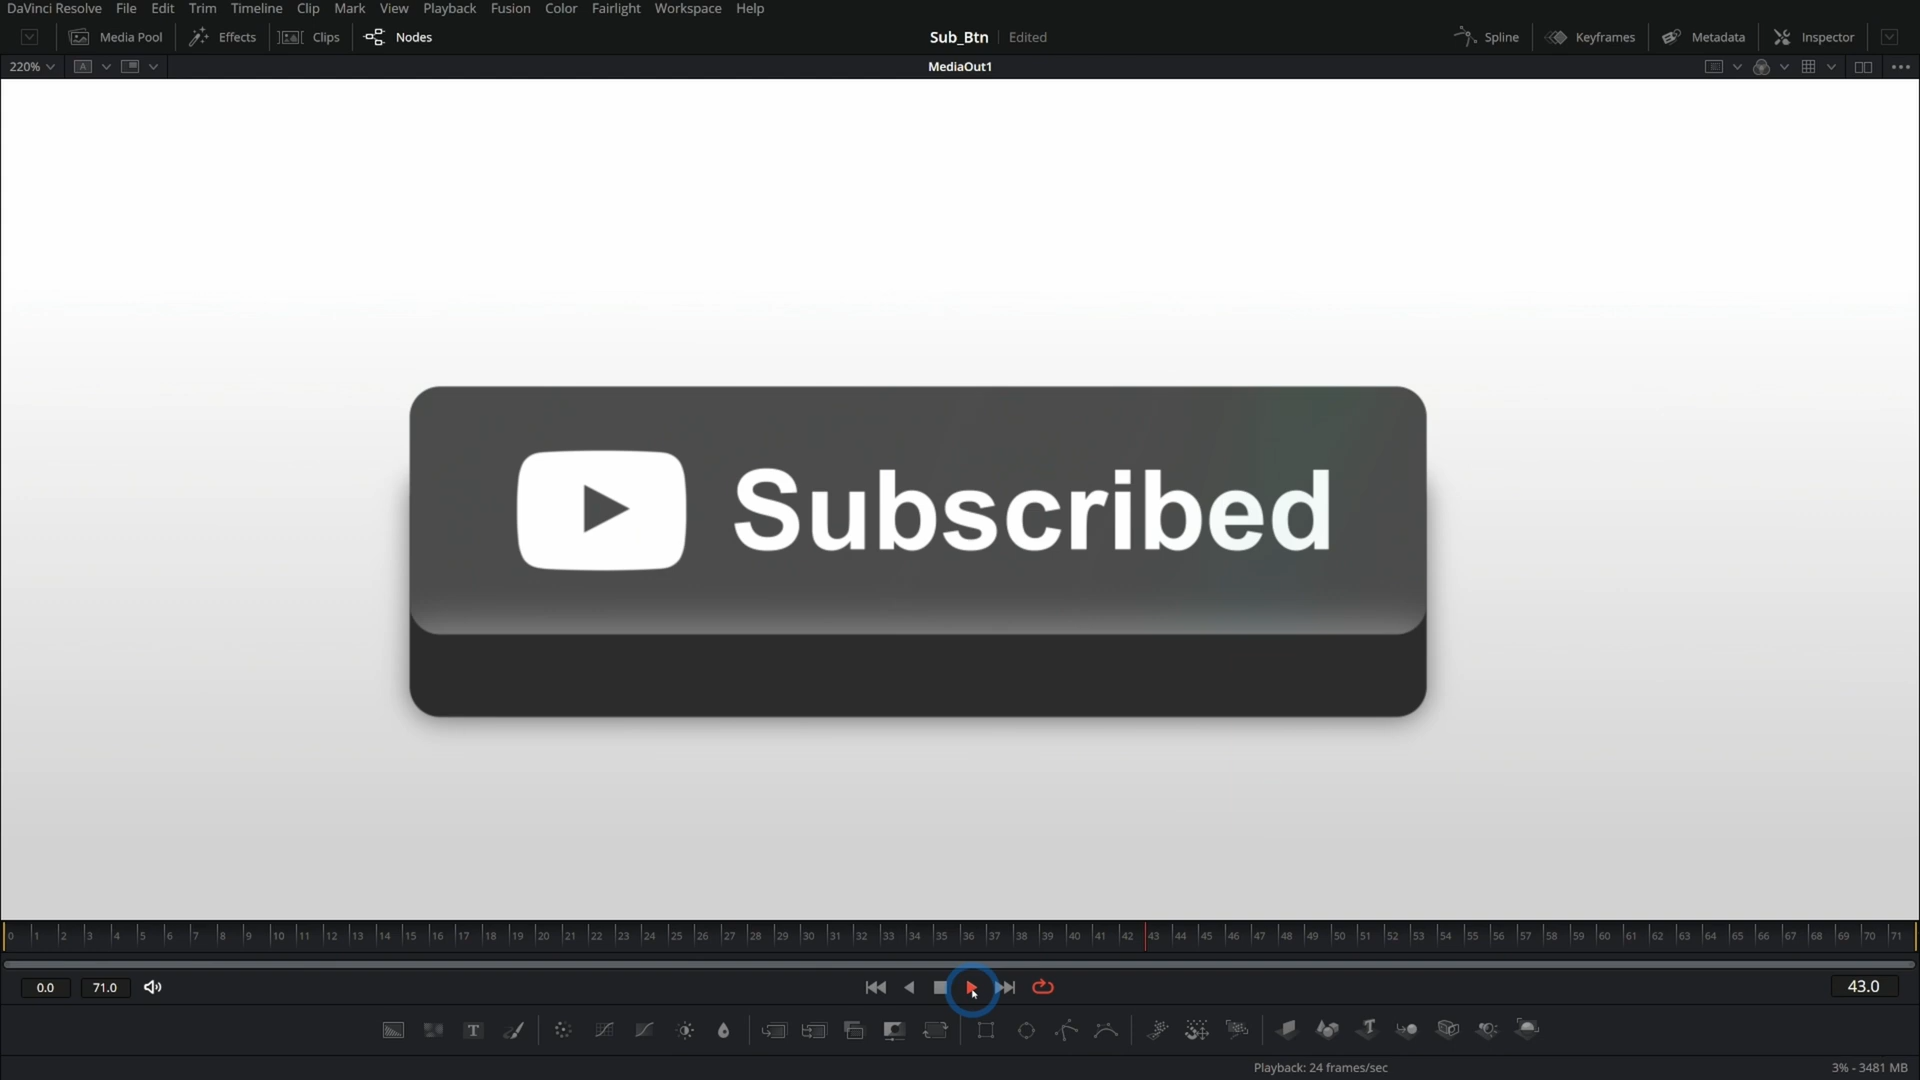 DaVinci Resolve File Edit Trim Timeline Clip Mark View Playback Fusion Color Fairlight Workspace Help
Media Pool Effects Clips Nodes Sub_Btn Edited Spline Keyframes Metadata Inspector
220% A MediaOut1
Subscribed
0 1 2 3 4 5 6 7 8 9 10 11 12 13 14 15 16 17 18 19 20 21 22 23 24 25 26 27 28 29 30 31 32 33 34 35 36 37 38 39 40 41 42 43 44 45 46 47 48 49 50 51 52 53 54 55 56 57 58 59 60 61 62 63 64 65 66 67 68 69 70 71
0.0 71.0 43.0
T T
Playback: 24 frames/sec 3% - 3481 MB